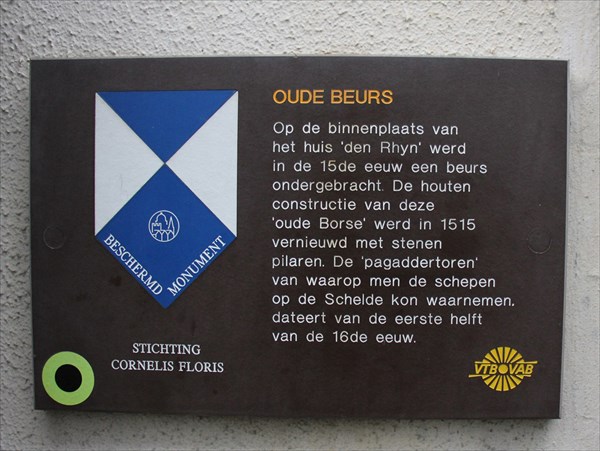 OUDE BEURS
Op de binnenplaats van
het huis 'den Rhyn' werd
in de 15de eeuw een beurs
ondergebracht. De houten
constructie van deze
'oude Borse' werd in 1515
vernieuwd met stenen
pilaren. De 'pagaddertoren'
van waarop men de schepen
op de Schelde kon waarnemen,
dateert van de eerste helft
van de 16de eeuw.
BESCHERMD
MONUMENT
STICHTING
CORNELIS FLORIS
VTB VAB